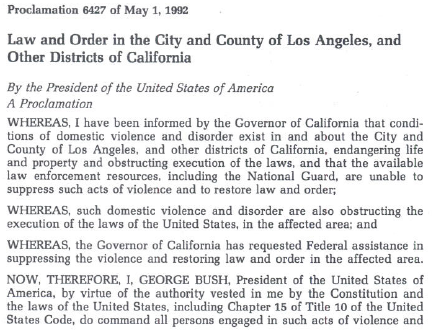 Proclamation 6427 of May 1, 1992
Law and Order in the City and County of Los Angeles, and
Other Districts of California
By the President of the United States of America
A Proclamation
WHEREAS, I have been informed by the Governor of California that condi-
tions of domestic violence and disorder exist in and about the City and
County of Los Angeles, and other districts of California, endangering life
and property and obstructing execution of the laws, and that the available
law enforcement resources, including the National Guard, are unable to
suppress such acts of violence and to restore law and order;
WHEREAS, such domestic violence and disorder are also obstructing the
execution of the laws of the United States, in the affected area; and
WHEREAS, the Governor of California has requested Federal assistance in
suppressing the violence and restoring law and order in the affected area.
NOW, THEREFORE, I, GEORGE BUSH, President of the United States of
America, by virtue of the authority vested in me by the Constitution and
the laws of the United States, including Chapter 15 of Title 10 of the United
States Code, do command all persons engaged in such acts of violence and